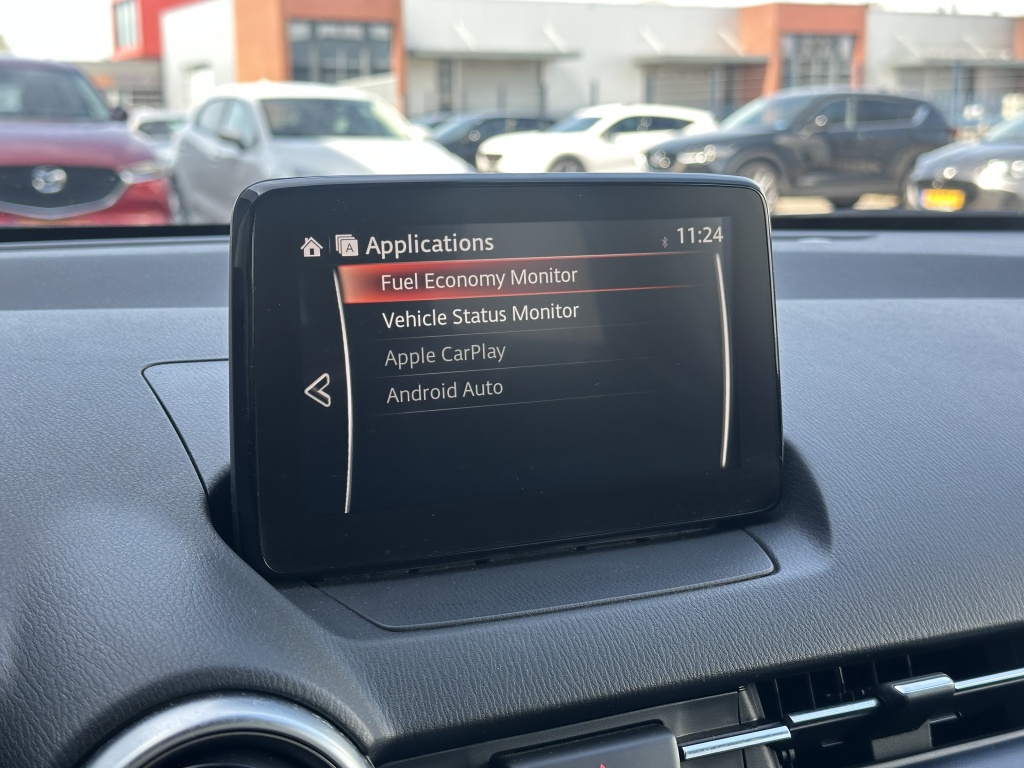 Applications
11:24
Fuel Economy Monitor
Vehicle Status Monitor
Apple CarPlay
Android Auto